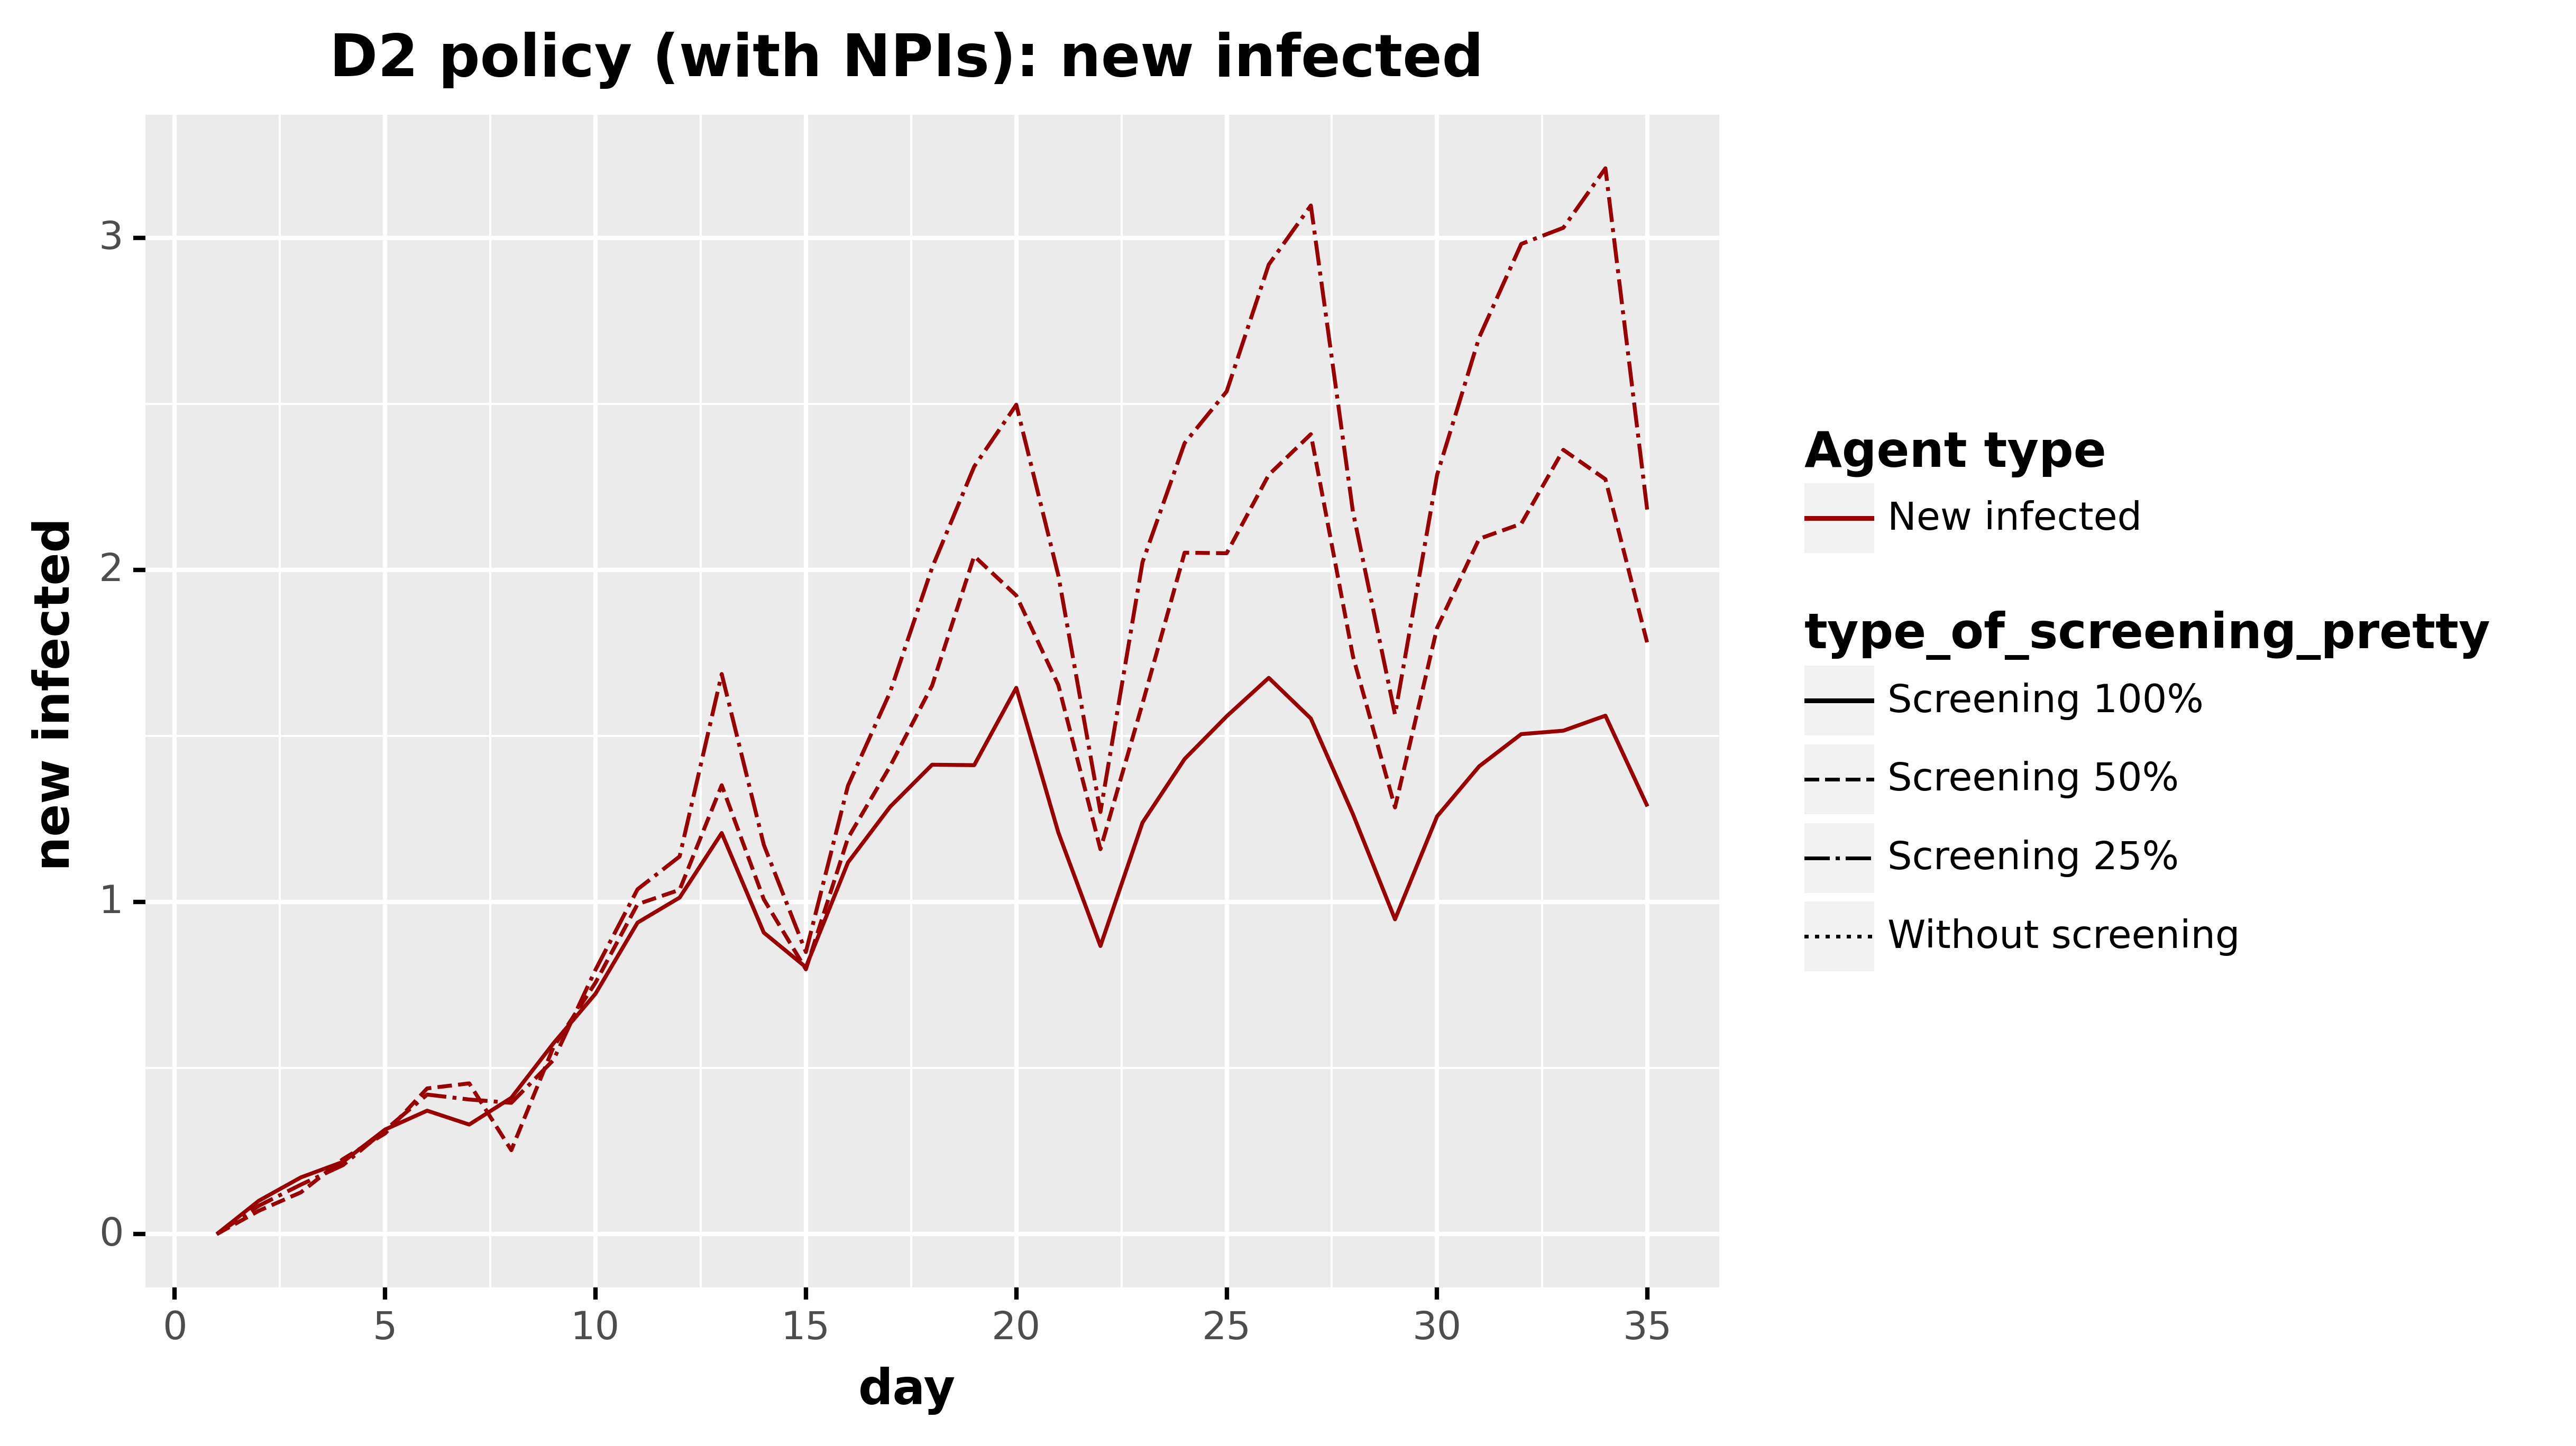 D2 policy (with NPIs): new infected
new infected
3
2
1
0
0 5 10 15 20 25 30 35
day
Agent type
New infected
type_of_screening_pretty
Screening 100%
Screening 50%
Screening 25%
Without screening